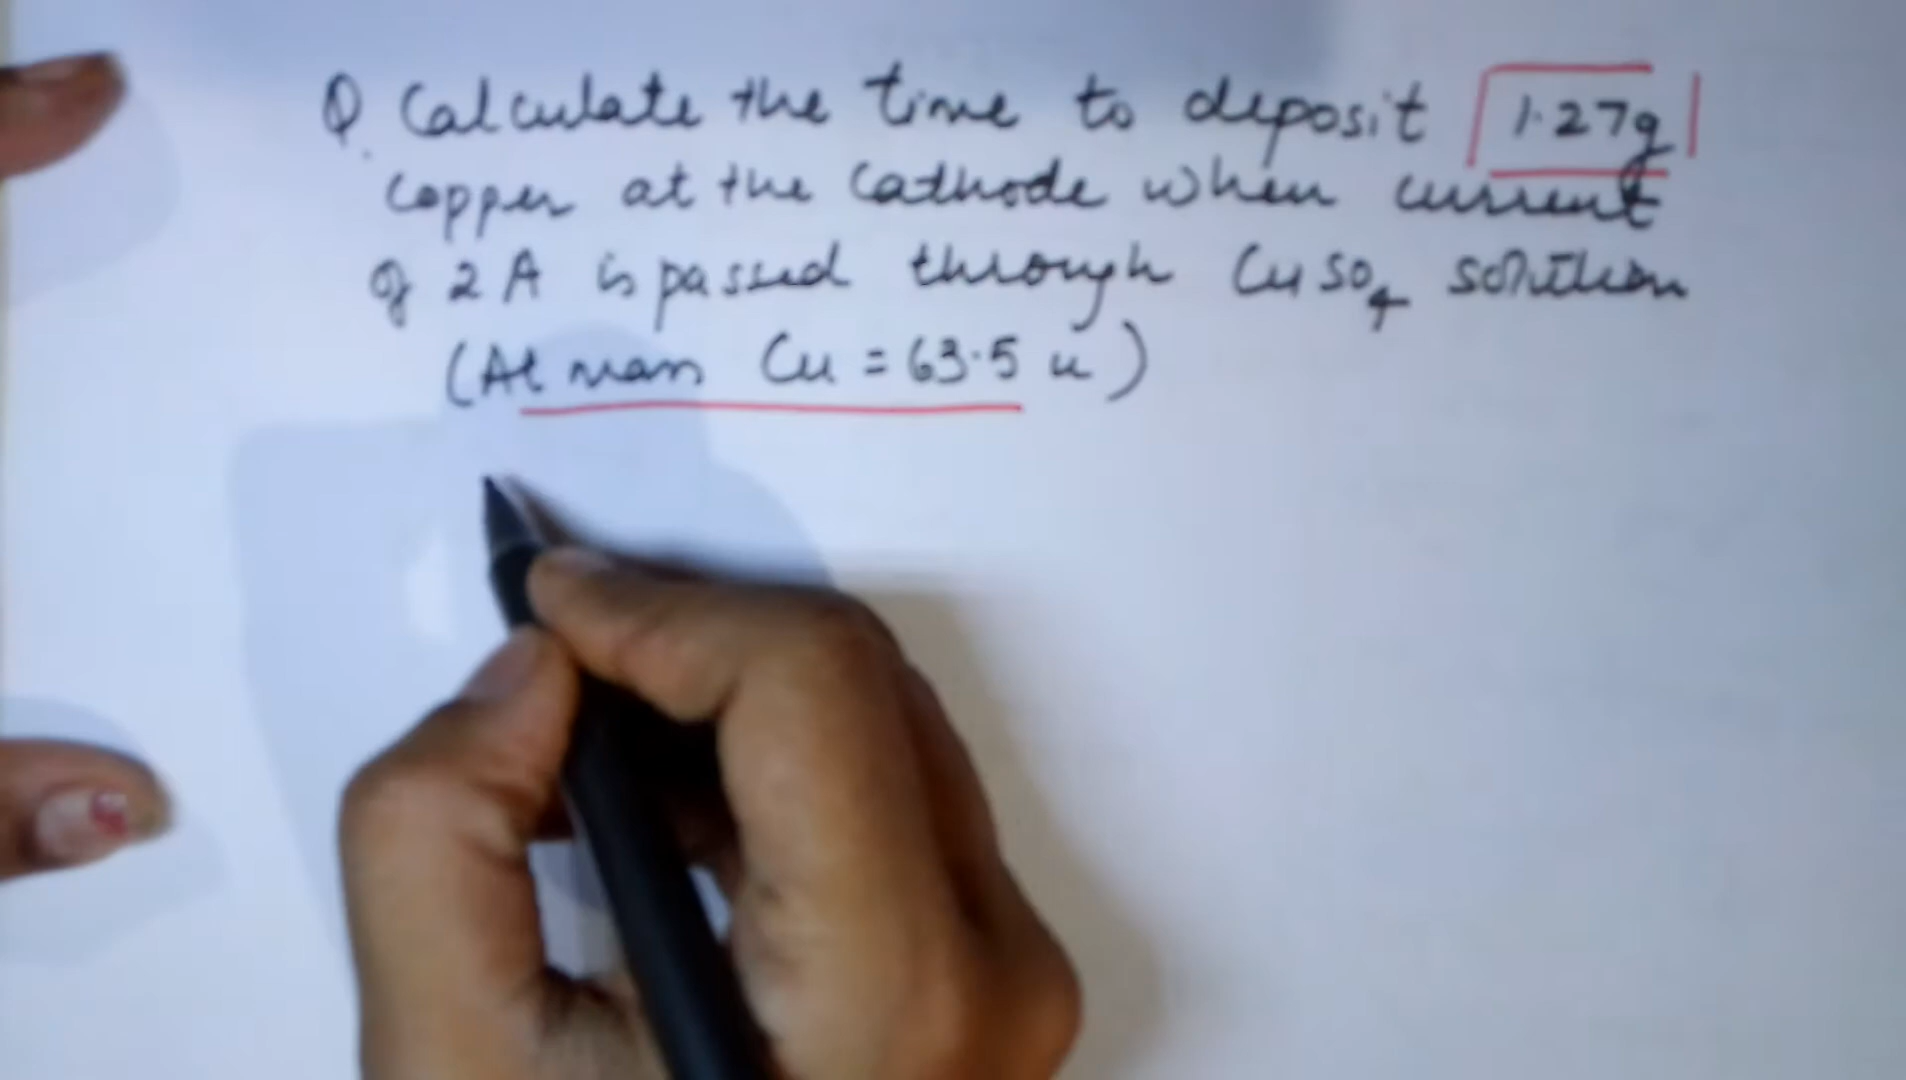 Q. Calculate the time to deposit 1.27g
copper at the cathode when current
of 2 A is passed through CuSO4 solution
(At mass Cu = 63.5 u)